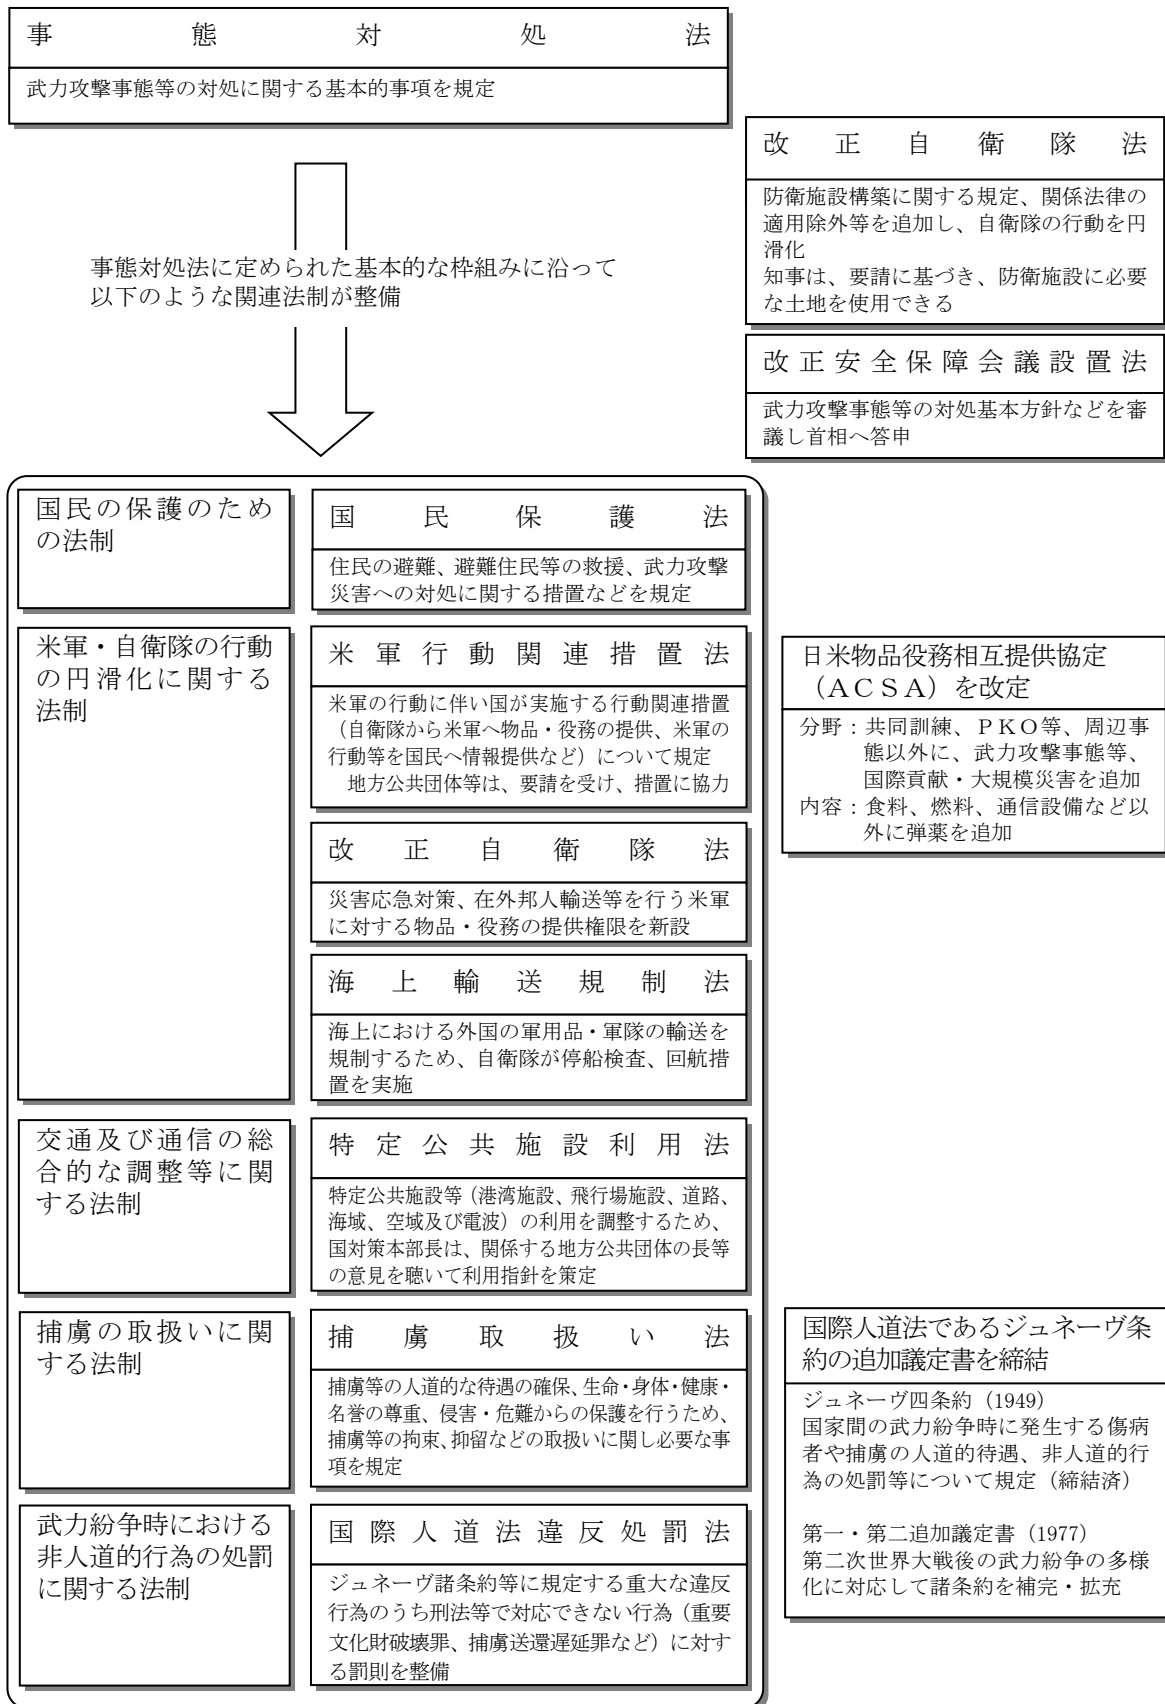 事態対処法
武力攻撃事態等の対処に関する基本的事項を規定
改正自衛隊法
防衛施設構築に関する規定、関係法律の
適用除外等を追加し、自衛隊の行動を円
滑化
知事は、要請に基づき、防衛施設に必要
な土地を使用できる
事態対処法に定められた基本的な枠組みに沿って
以下のような関連法制が整備
改正安全保障会議設置法
武力攻撃事態等の対処基本方針などを審
議し首相へ答申
国民の保護のため
の法制
国民保護法
住民の避難、避難住民等の救援、武力攻撃
災害への対処に関する措置などを規定
米軍・自衛隊の行動
の円滑化に関する
法制
米軍行動関連措置法
米軍の行動に伴い国が実施する行動関連措置
(自衛隊から米軍へ物品・役務の提供、米軍の
行動等を国民へ情報提供など)について規定
地方公共団体等は、要請を受け、措置に協力
日米物品役務相互提供協定
(ACSA)を改定
分野:共同訓練、PKO等、周辺事
態以外に、武力攻撃事態等、
国際貢献・大規模災害を追加
内容:食料、燃料、通信設備など以
外に弾薬を追加
改正自衛隊法
災害応急対策、在外邦人輸送等を行う米軍
に対する物品・役務の提供権限を新設
海上輸送規制法
海上における外国の軍用品・軍隊の輸送を
規制するため、自衛隊が停船検査、回航措
置を実施
交通及び通信の総
合的な調整等に関
する法制
特定公共施設利用法
特定公共施設等(港湾施設、飛行場施設、道路、
海域、空域及び電波)の利用を調整するため、
国対策本部長は、関係する地方公共団体の長等
の意見を聴いて利用指針を策定
捕虜の取扱いに関
する法制
捕虜取扱い法
捕虜等の人道的な待遇の確保、生命・身体・健康・
名誉の尊重、侵害・危難からの保護を行うため、
捕虜等の拘束、抑留などの取扱いに関し必要な事
項を規定
国際人道法であるジュネーヴ条
約の追加議定書を締結
ジュネーヴ四条約(1949)
国家間の武力紛争時に発生する傷病
者や捕虜の人道的待遇、非人道的行
為の処罰等について規定(締結済)
第一・第二追加議定書(1977)
第二次世界大戦後の武力紛争の多様
化に対応して諸条約を補完・拡充
武力紛争時における
非人道的行為の処罰
に関する法制
国際人道法違反処罰法
ジュネーヴ諸条約等に規定する重大な違反
行為のうち刑法等で対応できない行為(重要
文化財破壊罪、捕虜送還遅延罪など)に対す
る罰則を整備